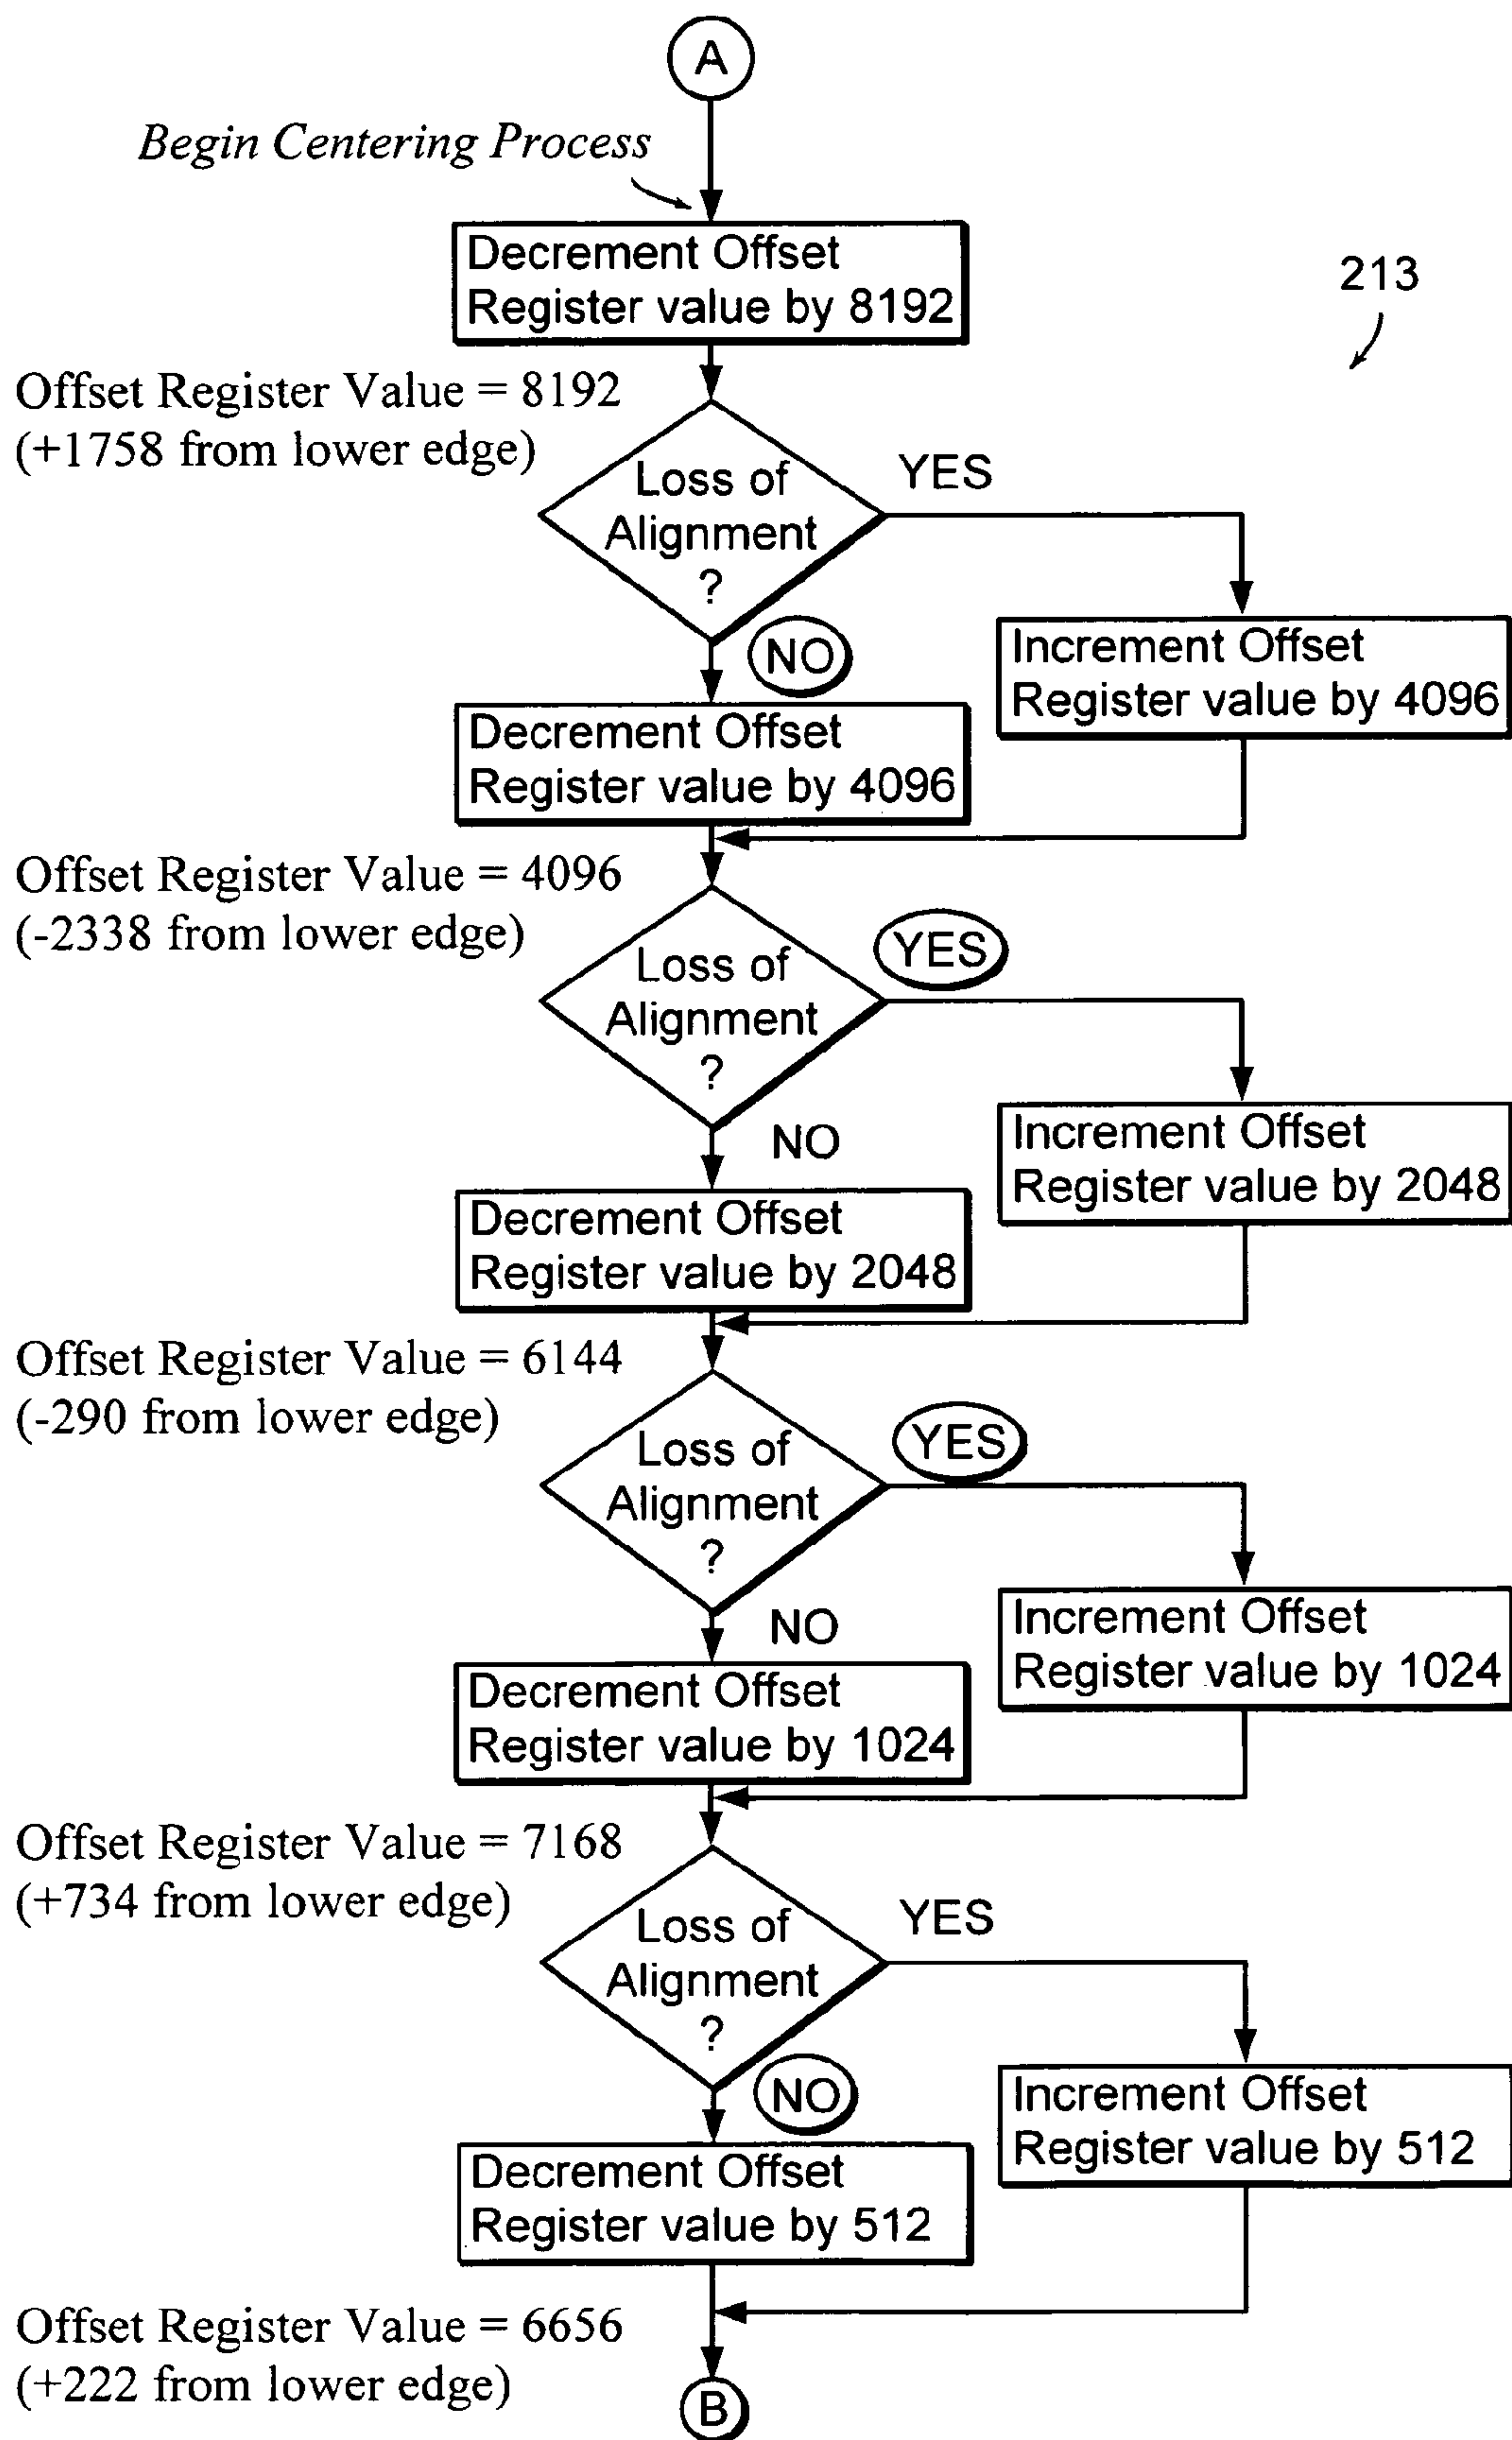 A
Begin Centering Process
Decrement Offset
Register value by 8192
213
Offset Register Value = 8192
(+1758 from lower edge)
Loss of
Alignment
?
YES
NO
Increment Offset
Register value by 4096
Decrement Offset
Register value by 4096
Offset Register Value = 4096
(-2338 from lower edge)
Loss of
Alignment
?
YES
NO
Increment Offset
Register value by 2048
Decrement Offset
Register value by 2048
Offset Register Value = 6144
(-290 from lower edge)
Loss of
Alignment
?
YES
NO
Increment Offset
Register value by 1024
Decrement Offset
Register value by 1024
Offset Register Value = 7168
(+734 from lower edge)
Loss of
Alignment
?
YES
NO
Increment Offset
Register value by 512
Decrement Offset
Register value by 512
Offset Register Value = 6656
(+222 from lower edge)
B